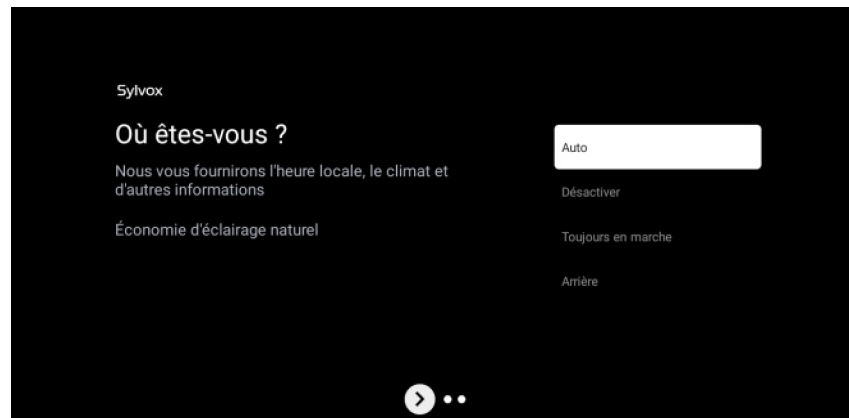 Sylvox
Où êtes-vous ?
Nous vous fournirons l'heure locale, le climat et
d'autres informations
Économie d'éclairage naturel
Auto
Désactiver
Toujours en marche
Arrière